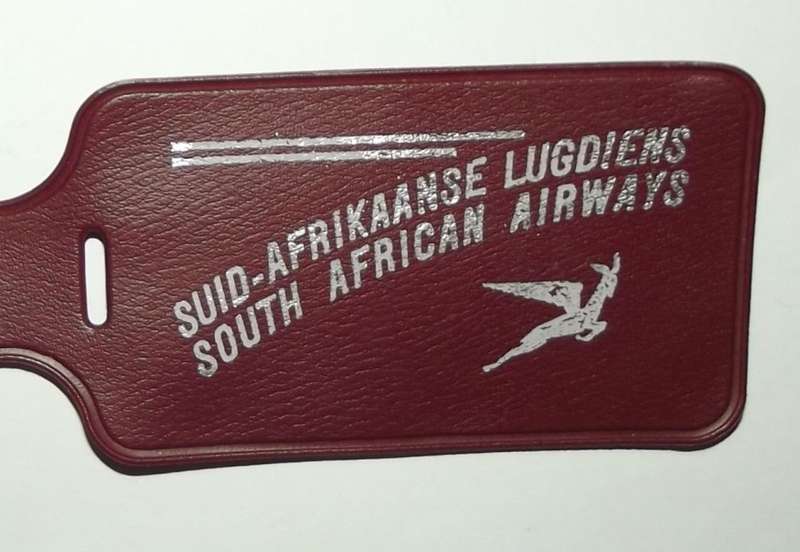 SUID-AFRIKAANSE LUGDIENS
SOUTH AFRICAN AIRWAYS